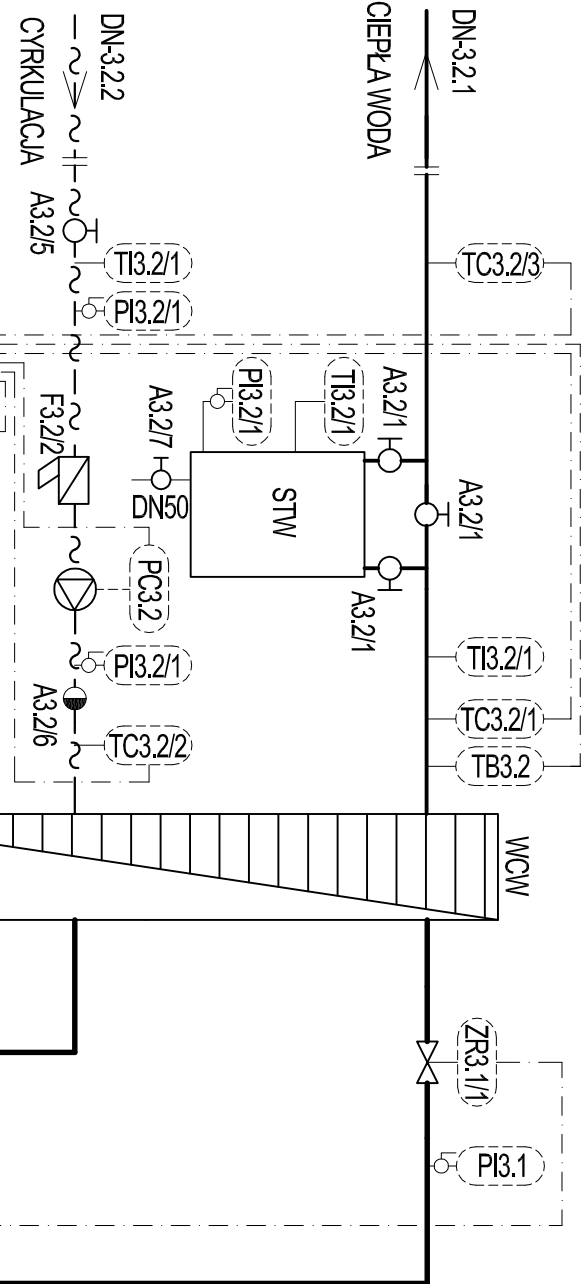 DN-3.2.2
CYRKULACJA
DN-3.2.1
CIEPŁA WODA
A3.2/5
TI3.2/1
PI3.2/1
TC3.2/3
F3.2/2
A3.2/7
DN50
PI3.2/1
TI3.2/1
A3.2/1
STW
A3.2/1
A3.2/1
PC3.2
PI3.2/1
A3.2/6
TC3.2/2
TI3.2/1
TC3.2/1
TB3.2
WCW
ZR3.1/1
PI3.1